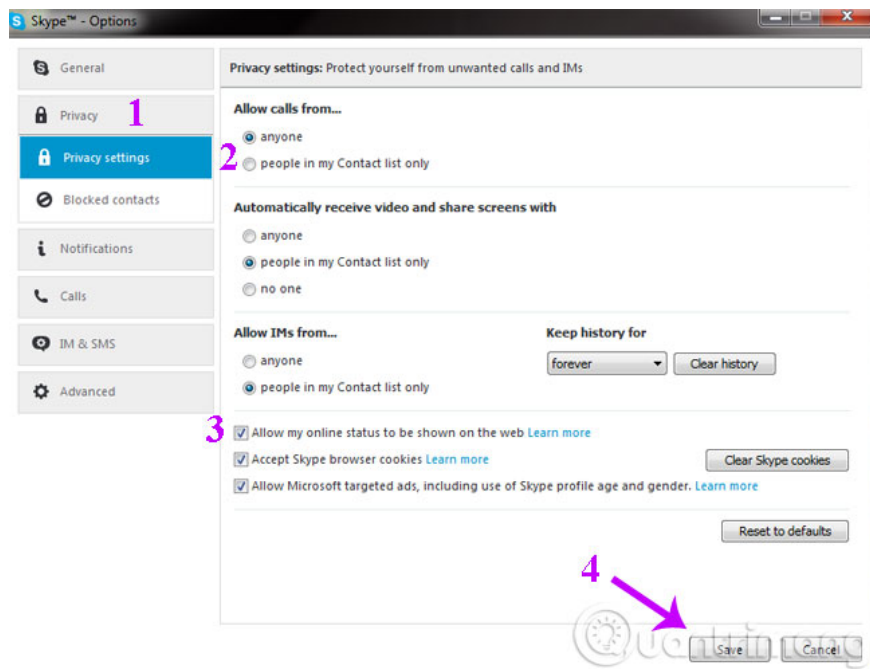 Skype™ - Options
General
Privacy 1
Privacy settings
Blocked contacts
Notifications
Calls
IM & SMS
Advanced
Privacy settings: Protect yourself from unwanted calls and IMs
Allow calls from...
anyone
2 people in my Contact list only
Automatically receive video and share screens with
anyone
people in my Contact list only
no one
Allow IMs from... Keep history for
anyone forever Clear history
people in my Contact list only
3 Allow my online status to be shown on the web Learn more
Accept Skype browser cookies Learn more Clear Skype cookies
Allow Microsoft targeted ads, including use of Skype profile age and gender. Learn more
Reset to defaults
4
Quantrimang
Save Cancel